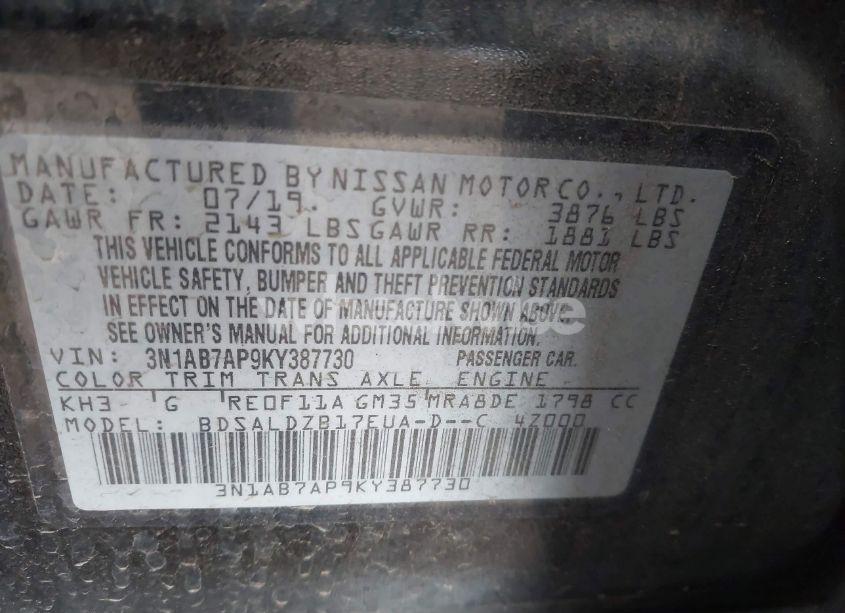 MANUFACTURED BY NISSAN MOTOR CO., LTD.
DATE: 07/19. GVWR: 3876 LBS
GAWR FR: 2143 LBS GAWR RR: 1881 LBS
THIS VEHICLE CONFORMS TO ALL APPLICABLE FEDERAL MOTOR
VEHICLE SAFETY, BUMPER AND THEFT PREVENTION STANDARDS
IN EFFECT ON THE DATE OF MANUFACTURE SHOWN ABOVE.
SEE OWNER'S MANUAL FOR ADDITIONAL INFORMATION.
VIN: 3N1AB7AP9KY387730 PASSENGER CAR.
COLOR TRIM TRANS AXLE ENGINE
KH3 G RE0F11A GM35 MRA8DE 1798 CC
MODEL: BDSALDZB17EUA-D--C 4Z000
3N1AB7AP9KY387730